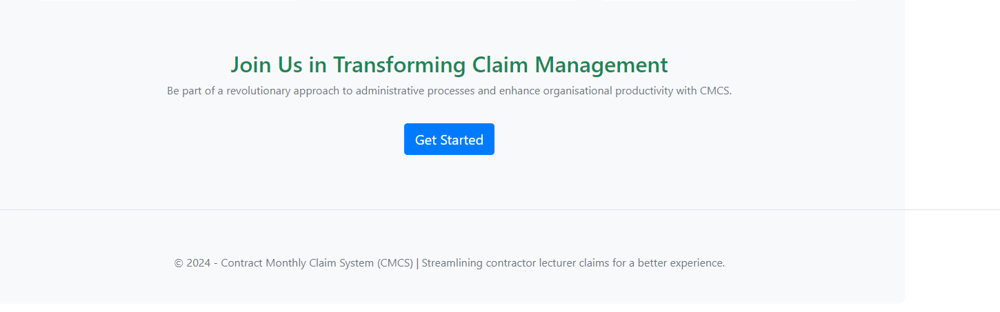 Join Us in Transforming Claim Management
Be part of a revolutionary approach to administrative processes and enhance organisational productivity with CMCS.
Get Started
© 2024 - Contract Monthly Claim System (CMCS) | Streamlining contractor lecturer claims for a better experience.